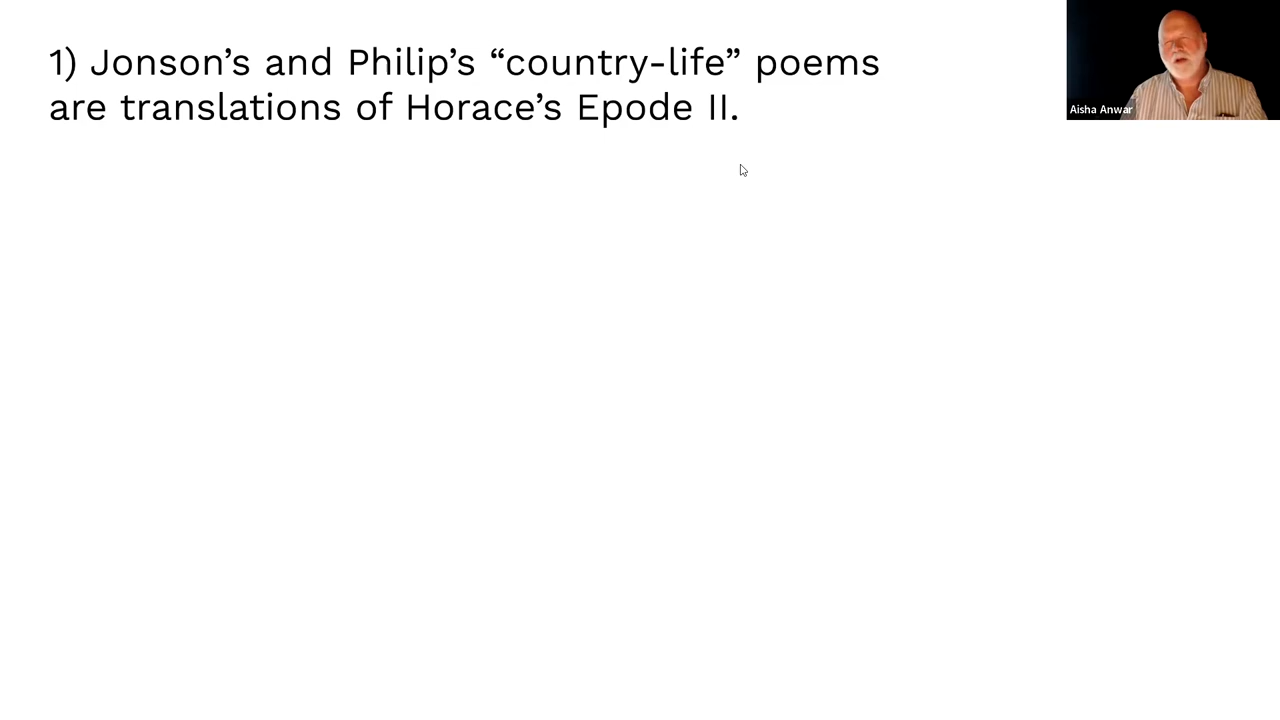 1) Jonson’s and Philip’s “country-life” poems
are translations of Horace’s Epode II.
Aisha Anwar